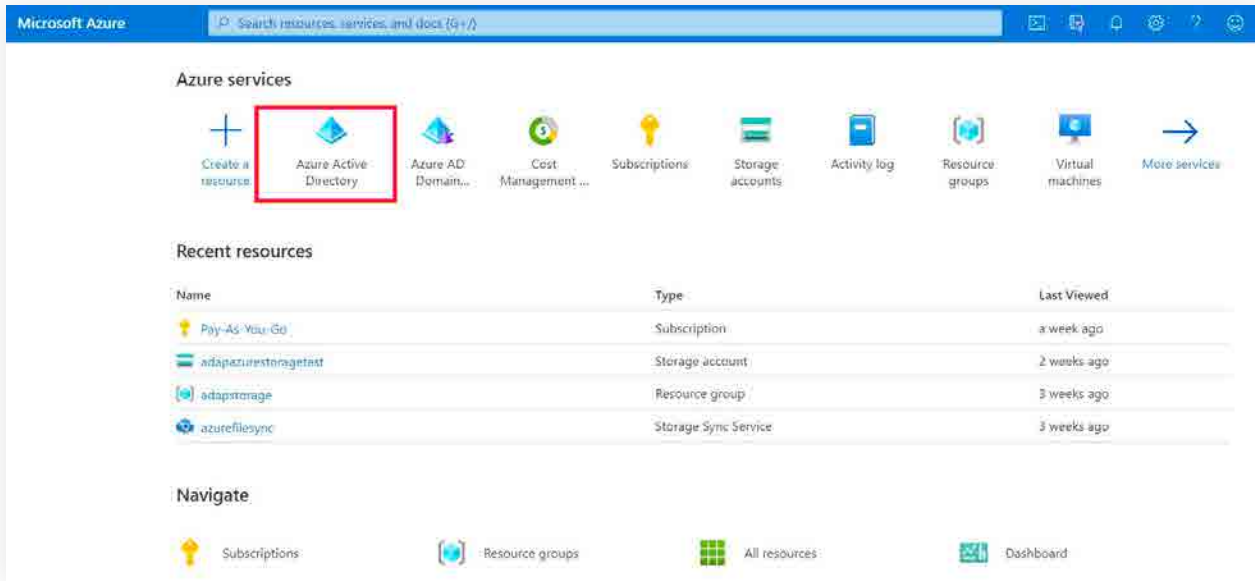 Microsoft Azure
Search resources, services, and docs (G+/)
Azure services
Create a resource
Azure Active Directory
Azure AD Domain...
Cost Management ...
Subscriptions
Storage accounts
Activity log
Resource groups
Virtual machines
More services
Recent resources
Name Type Last Viewed
Pay-As-You-Go Subscription a week ago
adapazurestoragetest Storage account 2 weeks ago
adapstorage Resource group 3 weeks ago
azurefilesync Storage Sync Service 3 weeks ago
Navigate
Subscriptions Resource groups All resources Dashboard